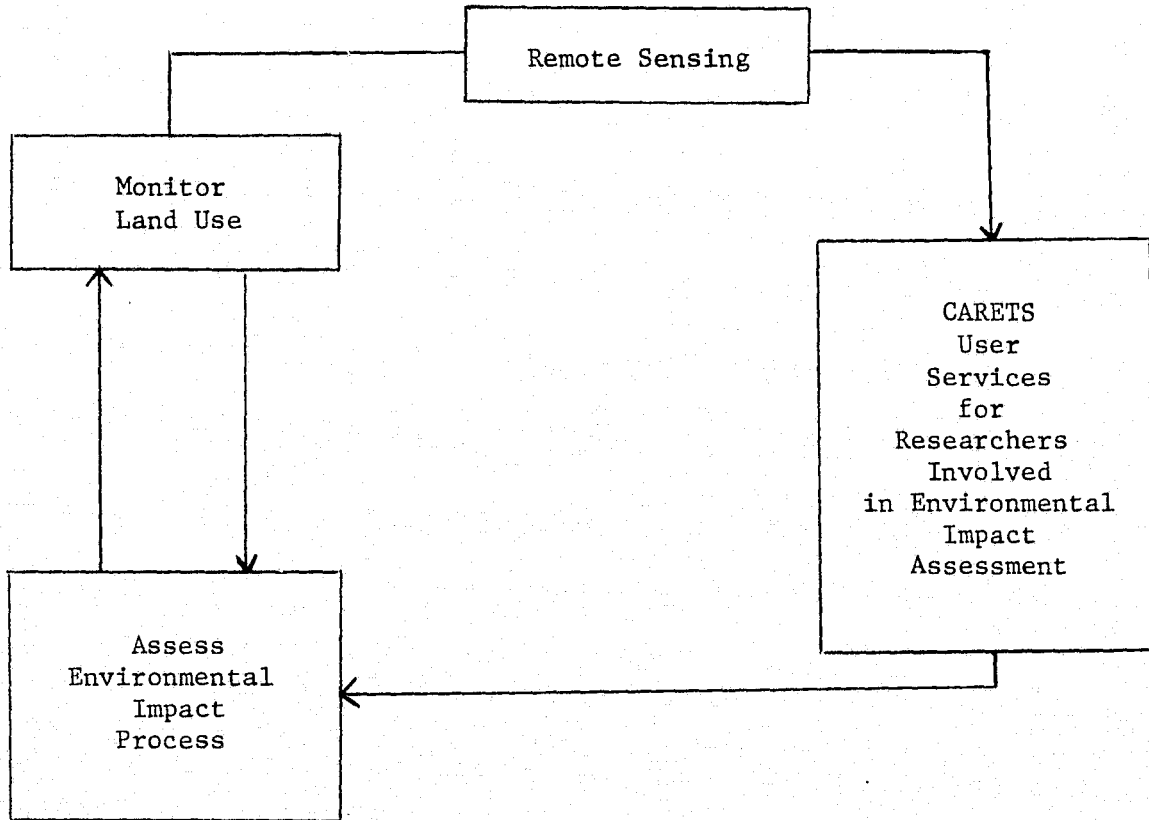 Remote Sensing
Monitor
Land Use
CARETS
User
Services
for
Researchers
Involved
in Environmental
Impact
Assessment
Assess
Environmental
Impact
Process